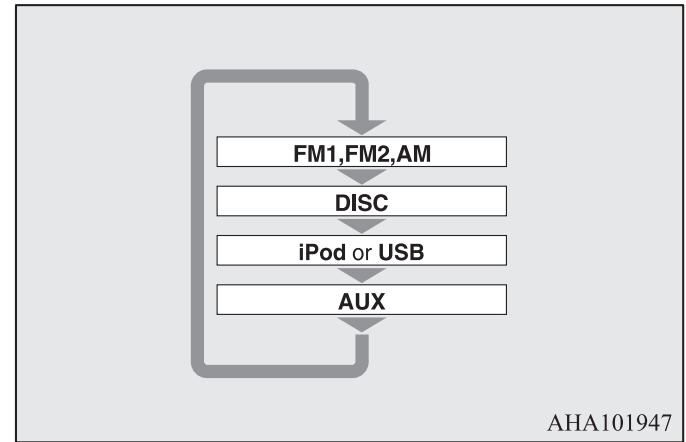 FM1,FM2,AM
DISC
iPod or USB
AUX
AHA101947